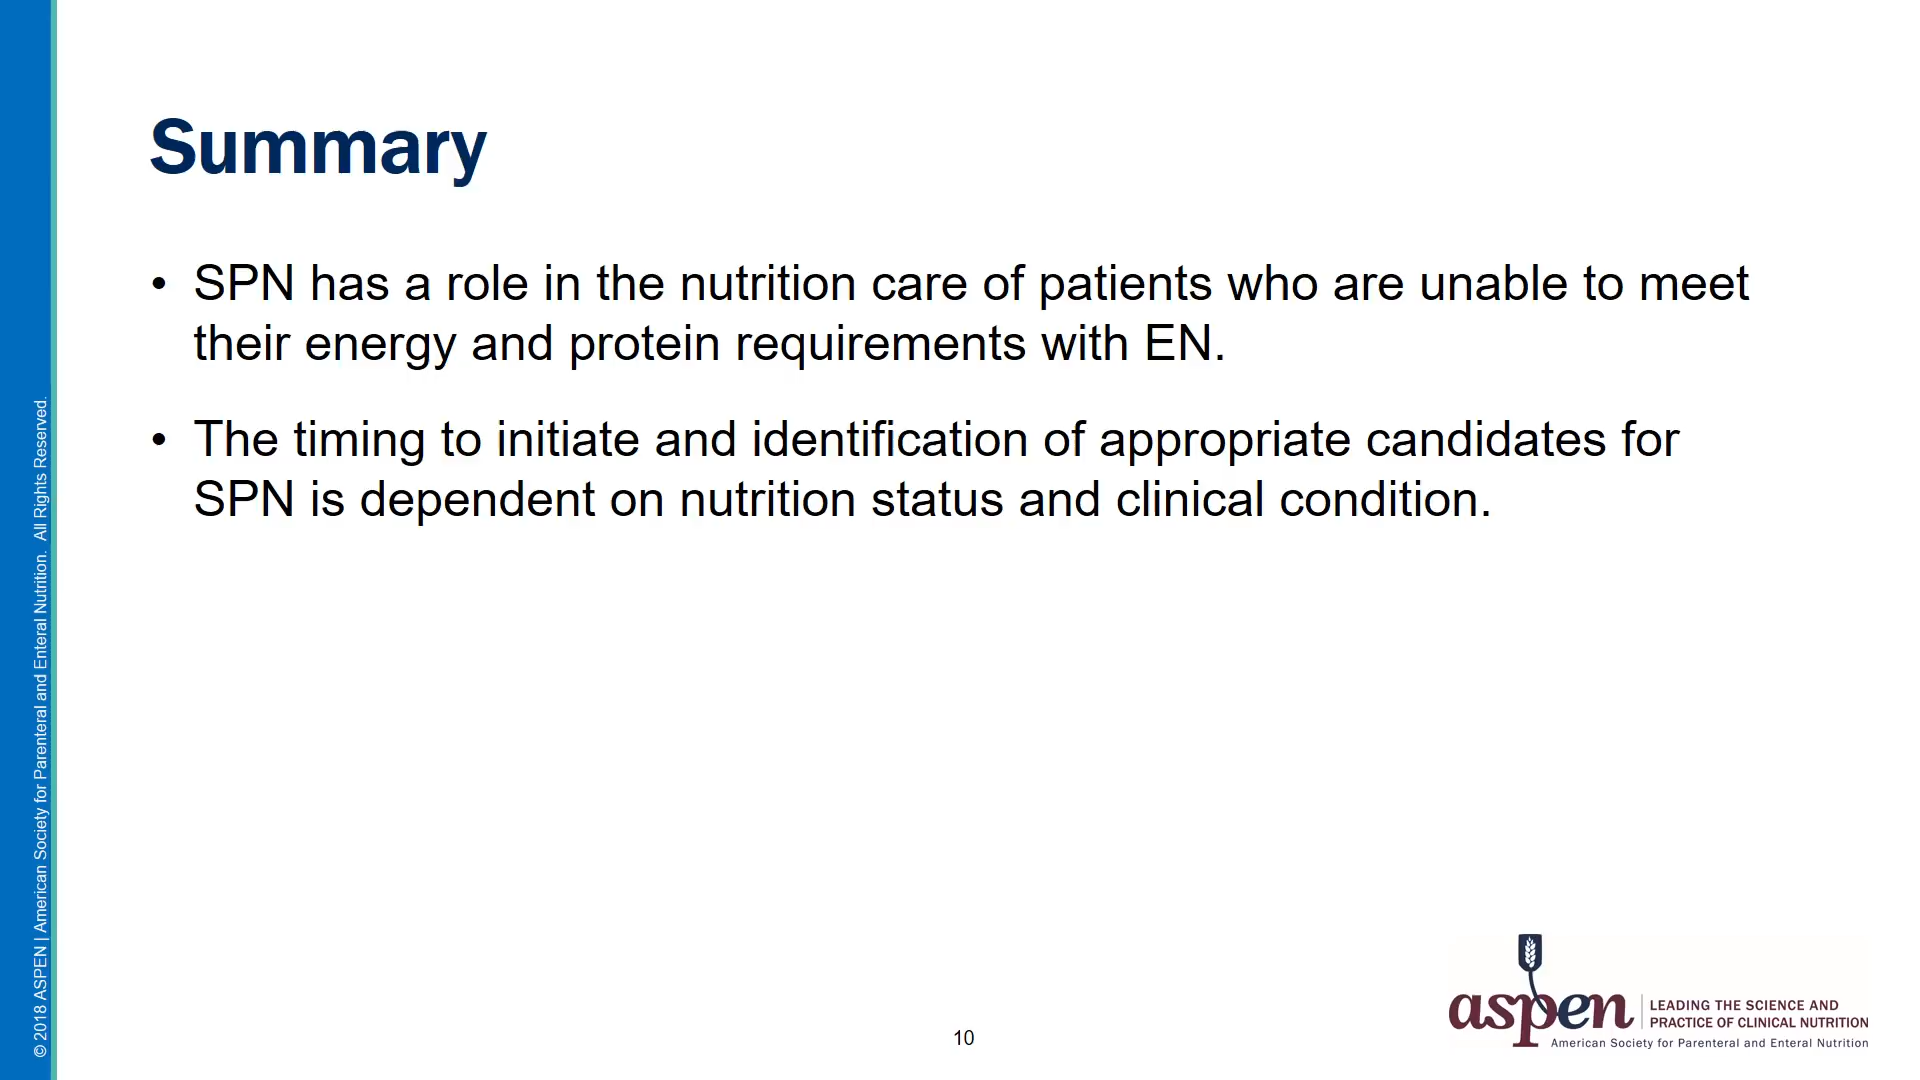 Summary
• SPN has a role in the nutrition care of patients who are unable to meet
their energy and protein requirements with EN.
• The timing to initiate and identification of appropriate candidates for
SPN is dependent on nutrition status and clinical condition.
© 2018 ASPEN | American Society for Parenteral and Enteral Nutrition. All Rights Reserved.
10
aspen
LEADING THE SCIENCE AND
PRACTICE OF CLINICAL NUTRITION
American Society for Parenteral and Enteral Nutrition